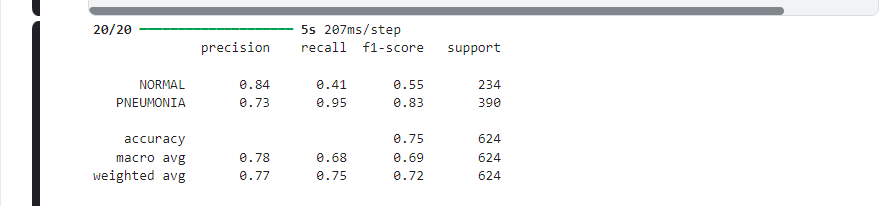 20/20 ━━━━━━━━━━━━━━━━━━━━ 5s 207ms/step
              precision    recall  f1-score   support

      NORMAL       0.84      0.41      0.55       234
   PNEUMONIA       0.73      0.95      0.83       390

    accuracy                           0.75       624
   macro avg       0.78      0.68      0.69       624
weighted avg       0.77      0.75      0.72       624